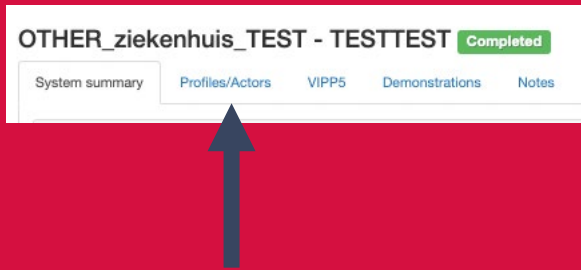 OTHER_ziekenhuis_TEST - TESTTEST Completed
System summary Profiles/Actors VIPP5 Demonstrations Notes